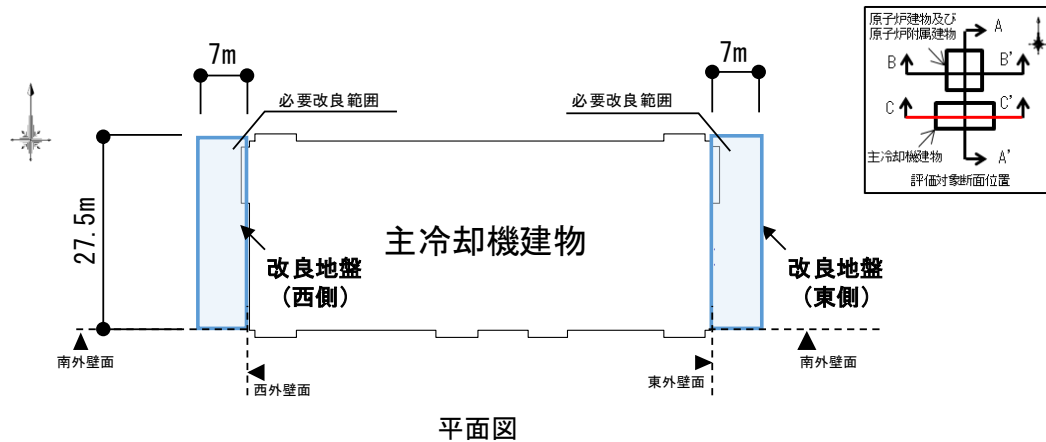 7m
7m
必要改良範囲
必要改良範囲
27.5m
主冷却機建物
改良地盤
（西側）
改良地盤
（東側）
南外壁面
西外壁面
東外壁面
南外壁面
平面図
原子炉建物及び
原子炉附属建物
A
B
B'
C
C'
主冷却機建物
A'
評価対象断面位置